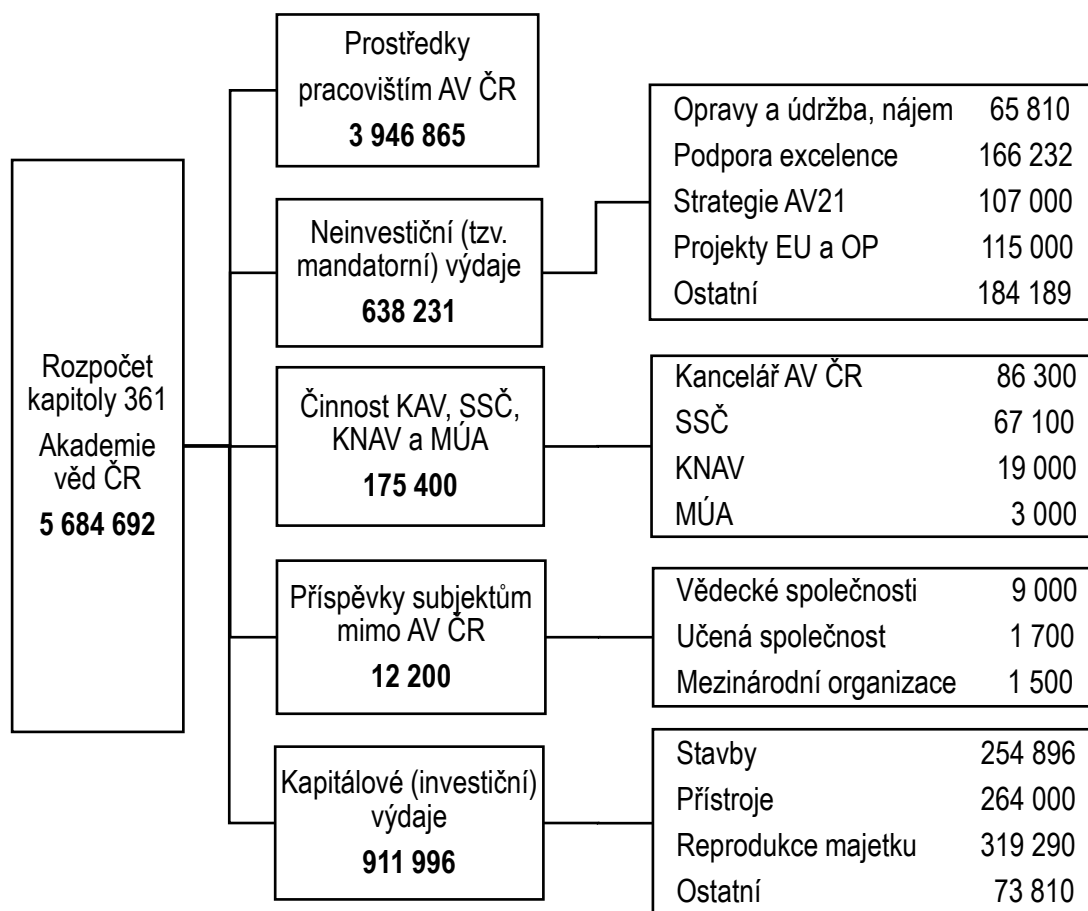 Rozpočet
kapitoly 361
Akademie
věd ČR
5 684 692
Prostředky
pracovištím AV ČR
3 946 865
Neinvestiční (tzv.
mandatorní) výdaje
638 231
Opravy a údržba, nájem 65 810
Podpora excelence 166 232
Strategie AV21 107 000
Projekty EU a OP 115 000
Ostatní 184 189
Činnost KAV, SSČ,
KNAV a MÚA
175 400
Kancelář AV ČR 86 300
SSČ 67 100
KNAV 19 000
MÚA 3 000
Příspěvky subjektům
mimo AV ČR
12 200
Vědecké společnosti 9 000
Učená společnost 1 700
Mezinárodní organizace 1 500
Kapitálové (investiční)
výdaje
911 996
Stavby 254 896
Přístroje 264 000
Reprodukce majetku 319 290
Ostatní 73 810